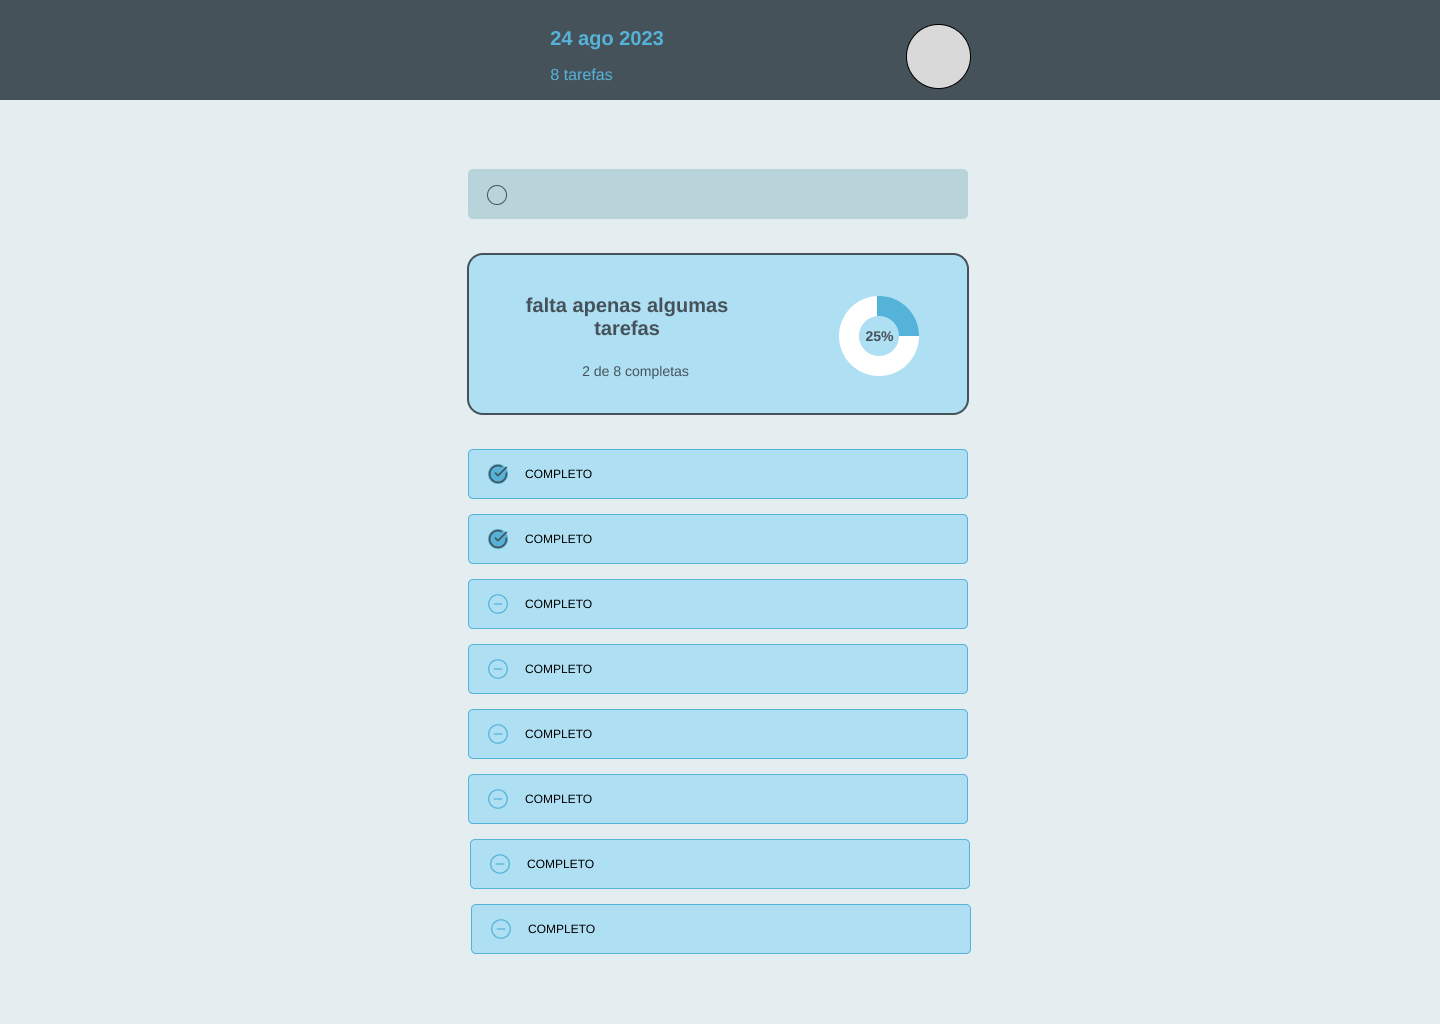 24 ago 2023
8 tarefas
falta apenas algumas
tarefas
25%
2 de 8 completas
COMPLETO
COMPLETO
COMPLETO
COMPLETO
COMPLETO
COMPLETO
COMPLETO
COMPLETO